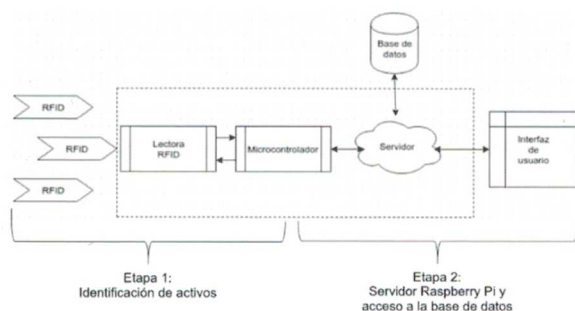 Base de
datos
RFID
RFID
RFID
Lectora
RFID
Microcontrolador
Servidor
Interfaz
de
usuario
Etapa 1:
Identificación de activos
Etapa 2:
Servidor Raspberry Pi y
acceso a la base de datos